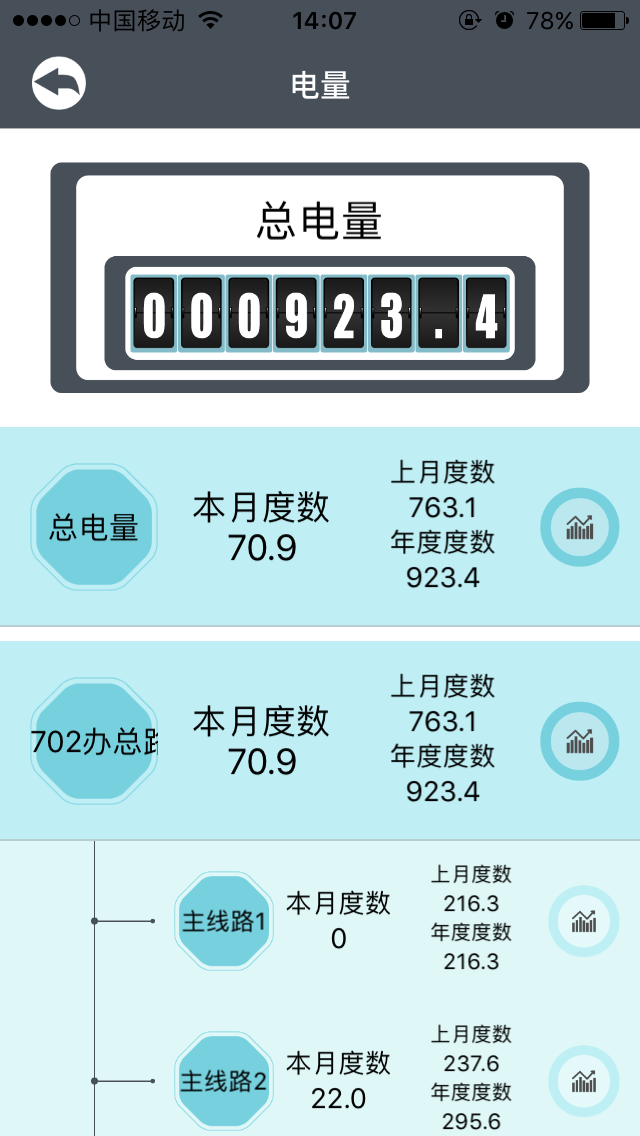 中国移动 14:07 78%
电量
总电量
000923.4
总电量
本月度数
70.9
上月度数
763.1
年度度数
923.4
702办总路
本月度数
70.9
上月度数
763.1
年度度数
923.4
主线路1
本月度数
0
上月度数
216.3
年度度数
216.3
主线路2
本月度数
22.0
上月度数
237.6
年度度数
295.6